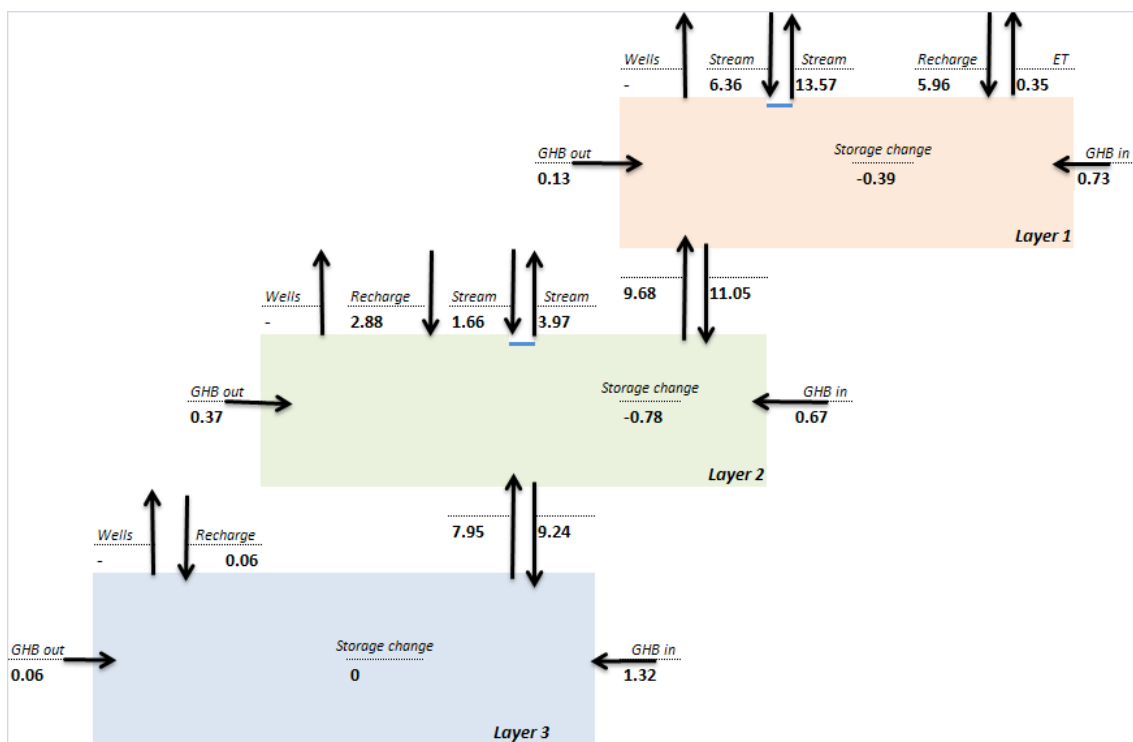 Wells Stream Stream Recharge ET
- 6.36 13.57 5.96 0.35
GHB out Storage change GHB in
0.13 -0.39 0.73
Layer 1
9.68 11.05
Wells Recharge Stream Stream
- 2.88 1.66 3.97
GHB out Storage change GHB in
0.37 -0.78 0.67
Layer 2
7.95 9.24
Wells Recharge
- 0.06
GHB out Storage change GHB in
0.06 0 1.32
Layer 3